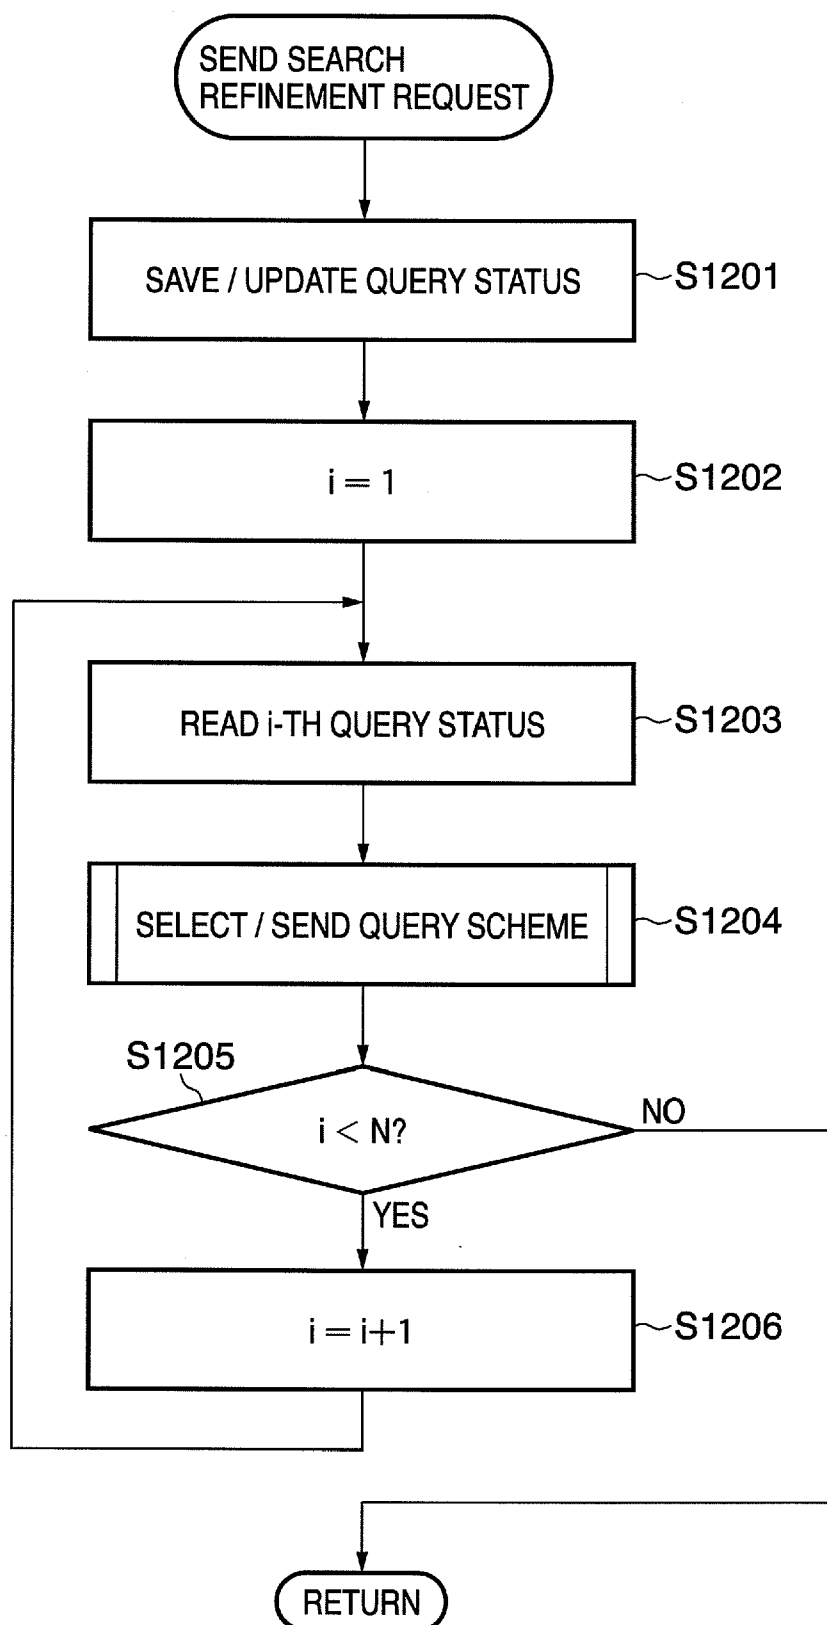 SEND SEARCH
REFINEMENT REQUEST
SAVE / UPDATE QUERY STATUS
S1201
i = 1
S1202
READ i-TH QUERY STATUS
S1203
SELECT / SEND QUERY SCHEME
S1204
S1205
i < N?
NO
YES
i = i+1
S1206
RETURN